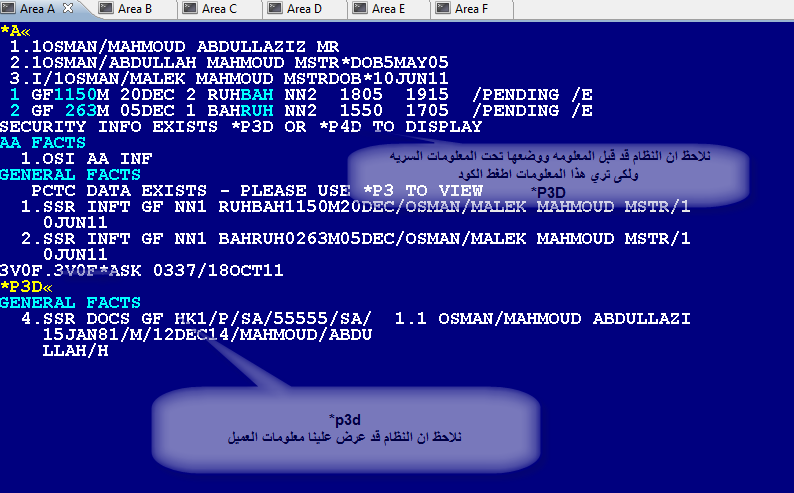 Area A Area B Area C Area D Area E Area F
*A«
1.1OSMAN/MAHMOUD ABDULLAZIZ MR
2.1OSMAN/ABDULLAH MAHMOUD MSTR*DOB5MAY05
3.I/1OSMAN/MALEK MAHMOUD MSTRDOB*10JUN11
1 GF1150M 20DEC 2 RUHBAH NN2 1805 1915 /PENDING /E
2 GF 263M 05DEC 1 BAHRUH NN2 1550 1705 /PENDING /E
SECURITY INFO EXISTS *P3D OR *P4D TO DISPLAY
AA FACTS
1.OSI AA INF
GENERAL FACTS
PCTC DATA EXISTS - PLEASE USE *P3 TO VIEW
1.SSR INFT GF NN1 RUHBAH1150M20DEC/OSMAN/MALEK MAHMOUD MSTR/1
0JUN11
2.SSR INFT GF NN1 BAHRUH0263M05DEC/OSMAN/MALEK MAHMOUD MSTR/1
0JUN11
3V0F.3V0F*ASK 0337/18OCT11
*P3D«
GENERAL FACTS
4.SSR DOCS GF HK1/P/SA/55555/SA/ 1.1 OSMAN/MAHMOUD ABDULLAZI
15JAN81/M/12DEC14/MAHMOUD/ABDU
LLAH/H
نلاحظ ان النظام قد قبل المعلومه ووضعها تحت المعلومات السريه
ولكى تري هذا المعلومات اطغط الكود
*P3D
*p3d
نلاحظ ان النظام قد عرض علينا معلومات العميل